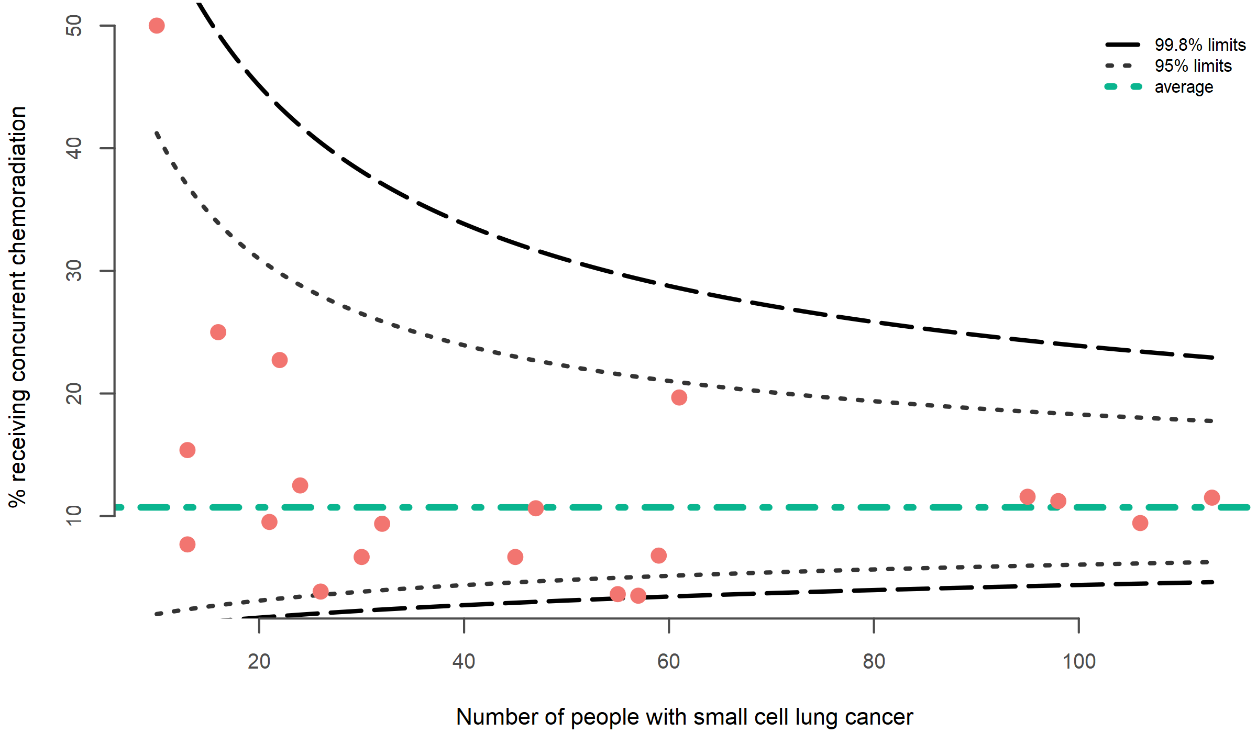 50
40
30
20
10
% receiving concurrent chemoradiation
99.8% limits
95% limits
average
20 40 60 80 100
Number of people with small cell lung cancer